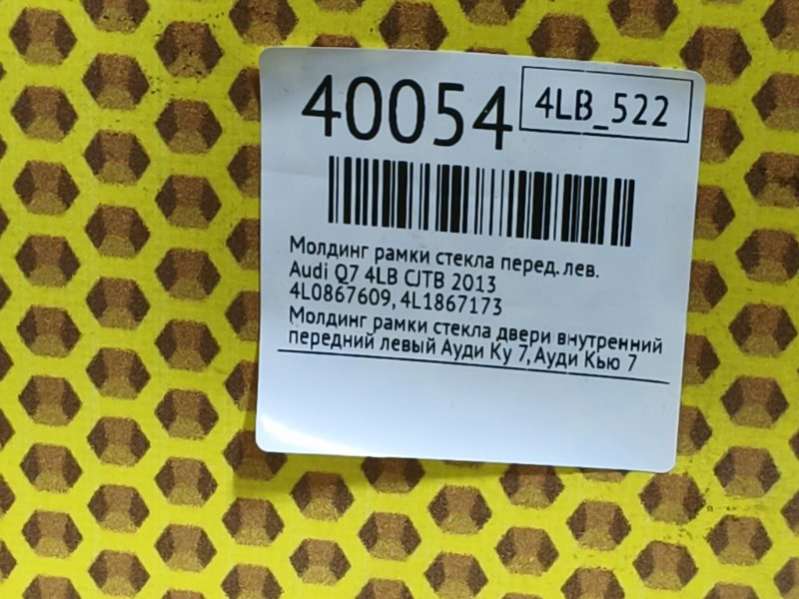 40054
4LB_522
Молдинг рамки стекла перед. лев.
Audi Q7 4LB CJTB 2013
4L0867609, 4L1867173
Молдинг рамки стекла двери внутренний
передний левый Ауди Ку 7, Ауди Кью 7